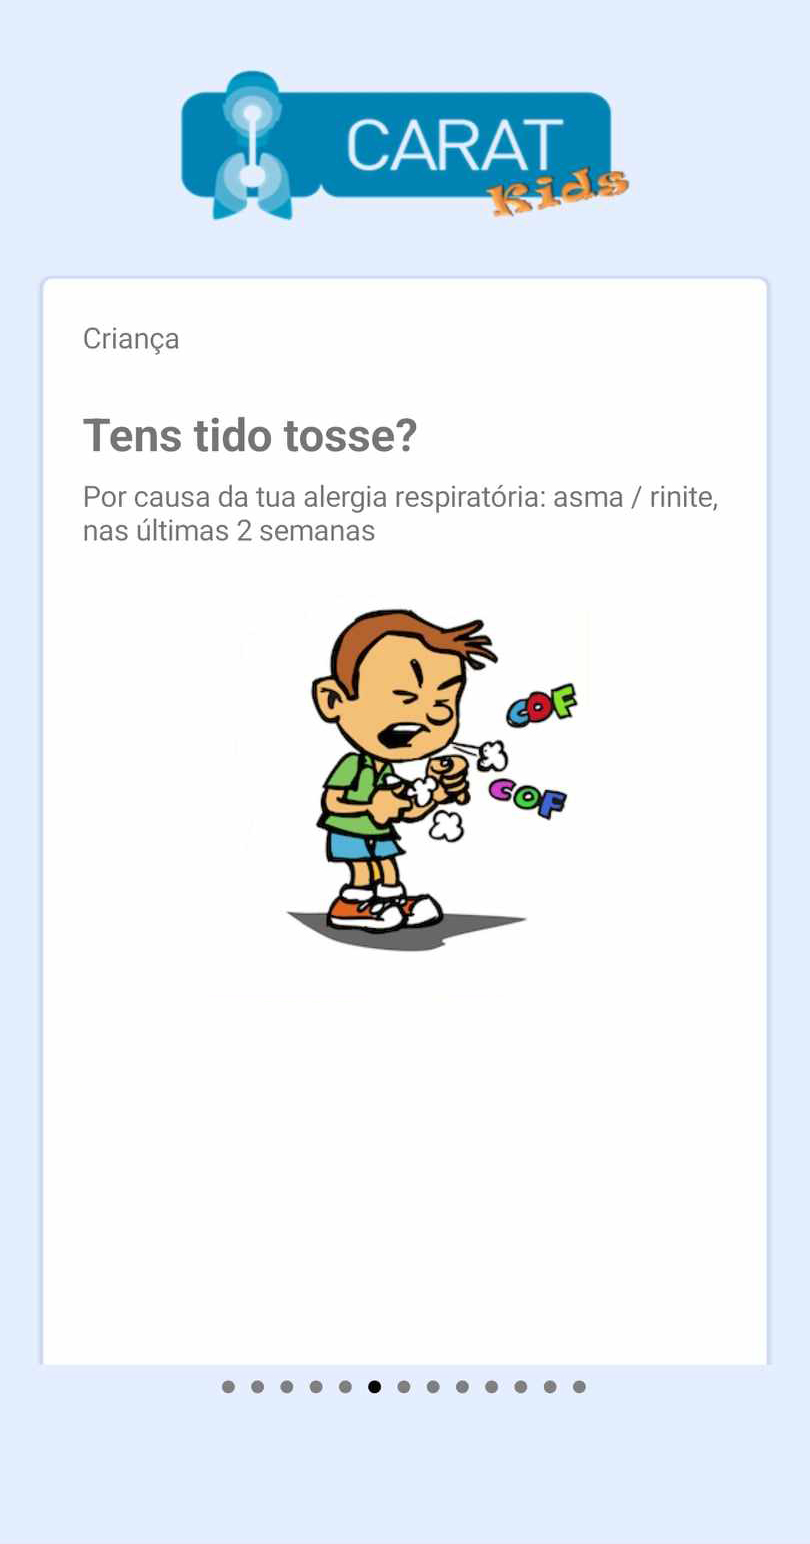 CARAT
Kids
Criança
Tens tido tosse?
Por causa da tua alergia respiratória: asma / rinite,
nas últimas 2 semanas
COF
COF